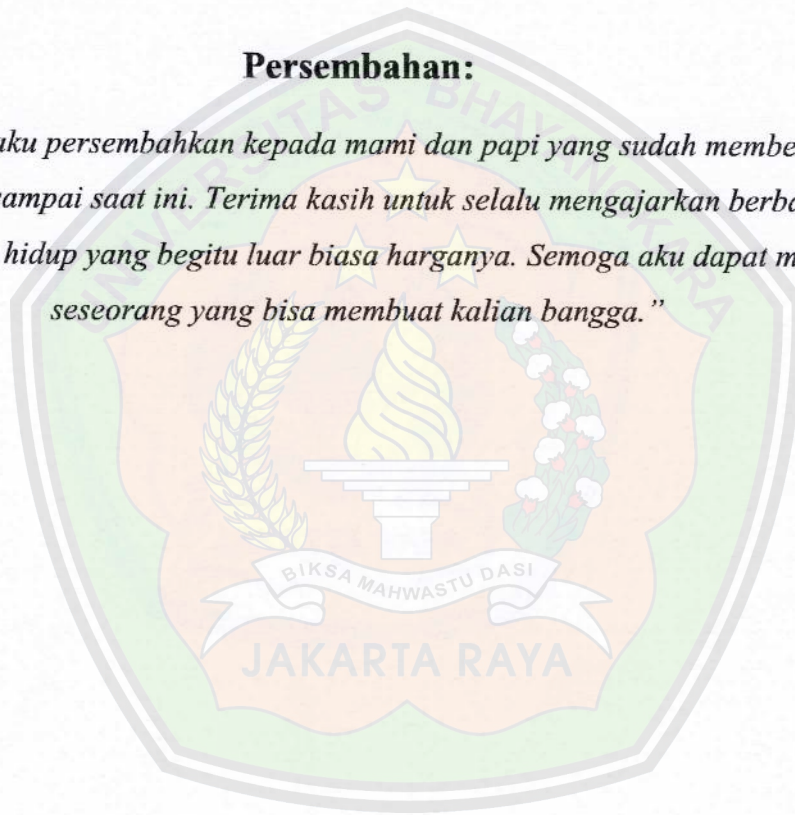 Persembahan:
aku persembahkan kepada mami dan papi yang sudah
sampai saat ini. Terima kasih untuk selalu mengajarkan
hidup yang begitu luar biasa harganya. Semoga aku dapat
seseorang yang bisa membuat kalian bangga.”
UNIVERSITAS BHAYANGKARA
BIKSA MAHWASTU DASI
JAKARTA RAYA